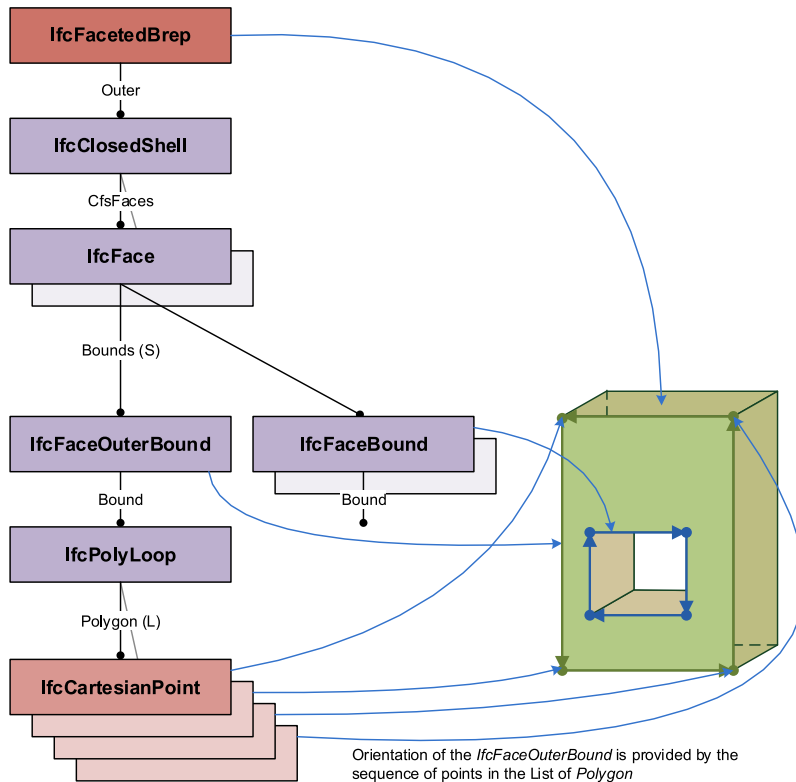 IfcFacetedBrep
Outer
IfcClosedShell
CfsFaces
IfcFace
Bounds (S)
IfcFaceOuterBound
IfcFaceBound
Bound
Bound
IfcPolyLoop
Polygon (L)
IfcCartesianPoint
Orientation of the IfcFaceOuterBound is provided by the
sequence of points in the List of Polygon